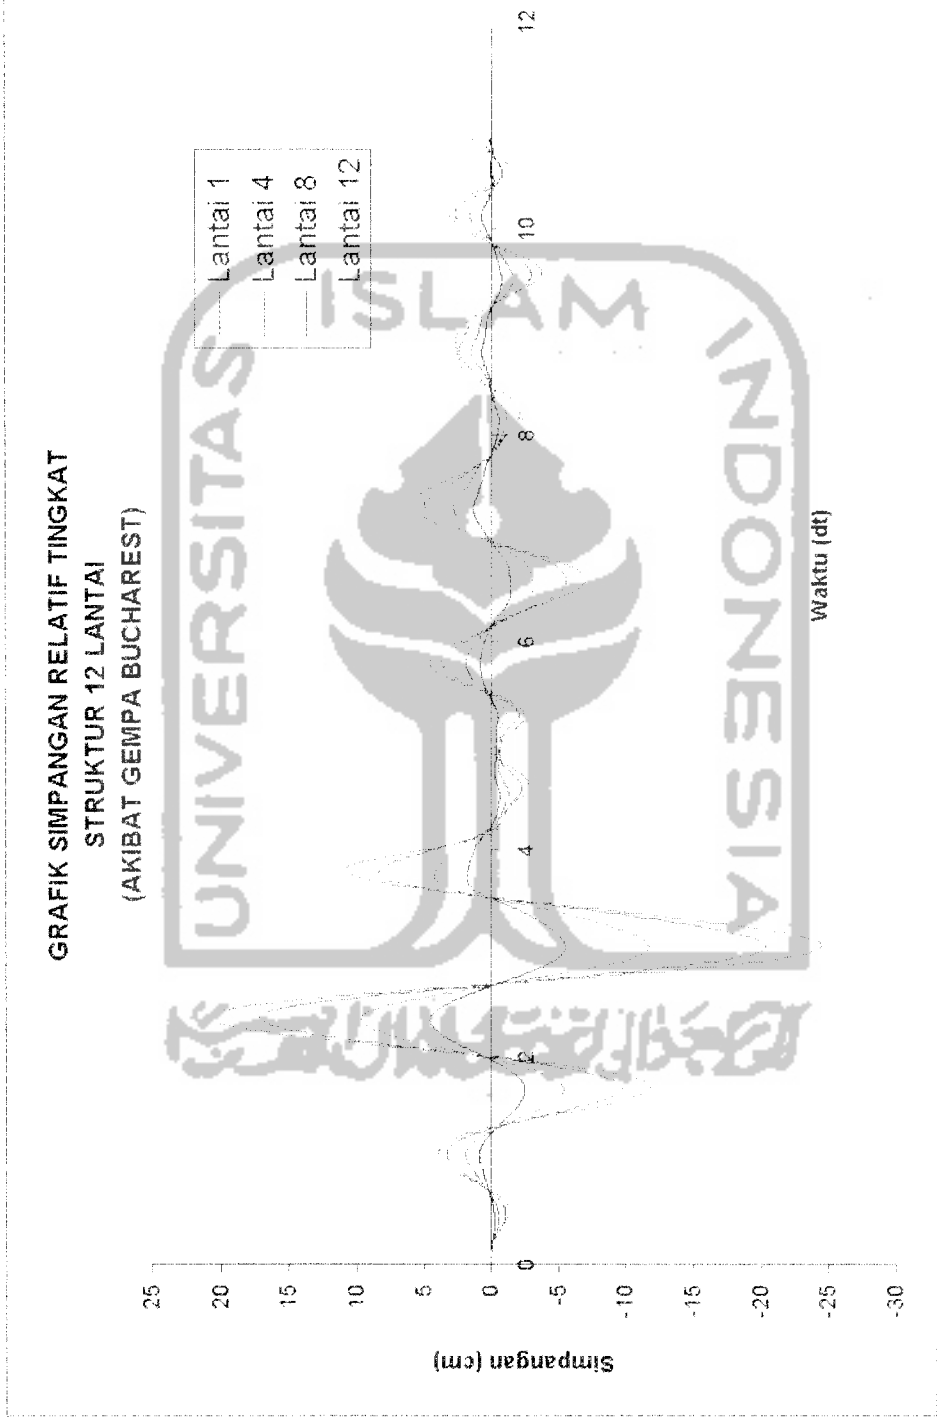 GRAFIK SIMPANGAN RELATIF TINGKAT
STRUKTUR 12 LANTAI
(AKIBAT GEMPA BUCHAREST)
Lantai 1
Lantai 4
Lantai 8
Lantai 12
Simpangan (cm)
25
20
15
10
5
0
-5
-10
-15
-20
-25
-30
0
2
4
6
8
10
12
Waktu (dt)
UNIVERSITAS
ISLAM
INDONESIA